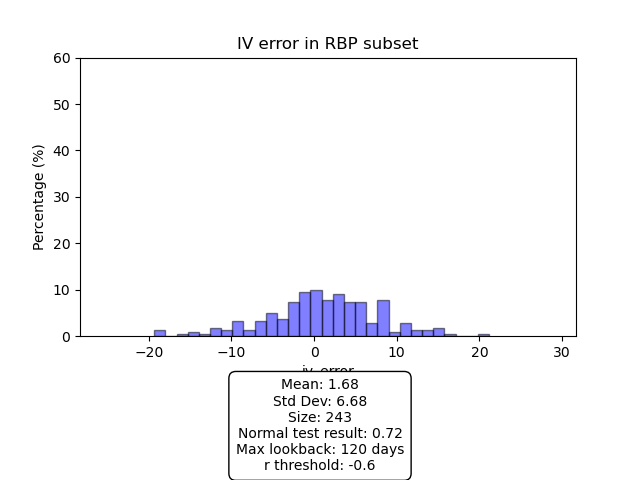 IV error in RBP subset
60
50
40
30
20
10
0
Percentage (%)
−20
−10
0
10
20
30
iv_error
Mean: 1.68
Std Dev: 6.68
Size: 243
Normal test result: 0.72
Max lookback: 120 days
r threshold: -0.6